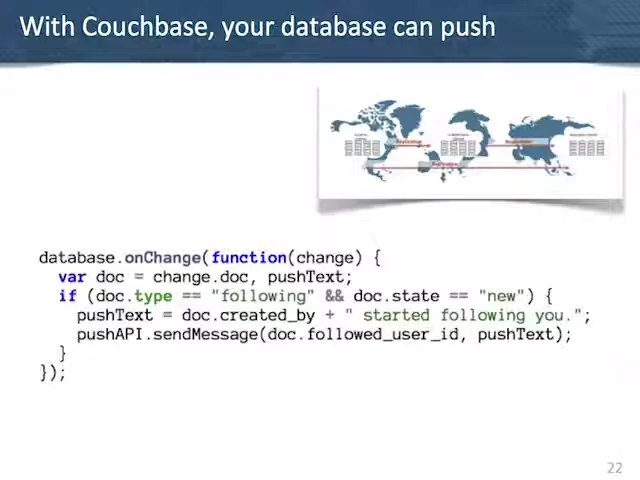 With Couchbase, your database can push
database.onChange(function(change) {
var doc = change.doc, pushText;
if (doc.type == "following" && doc.state == "new") {
pushText = doc.created_by + " started following you.";
pushAPI.sendMessage(doc.followed_user_id, pushText);
}
});
22